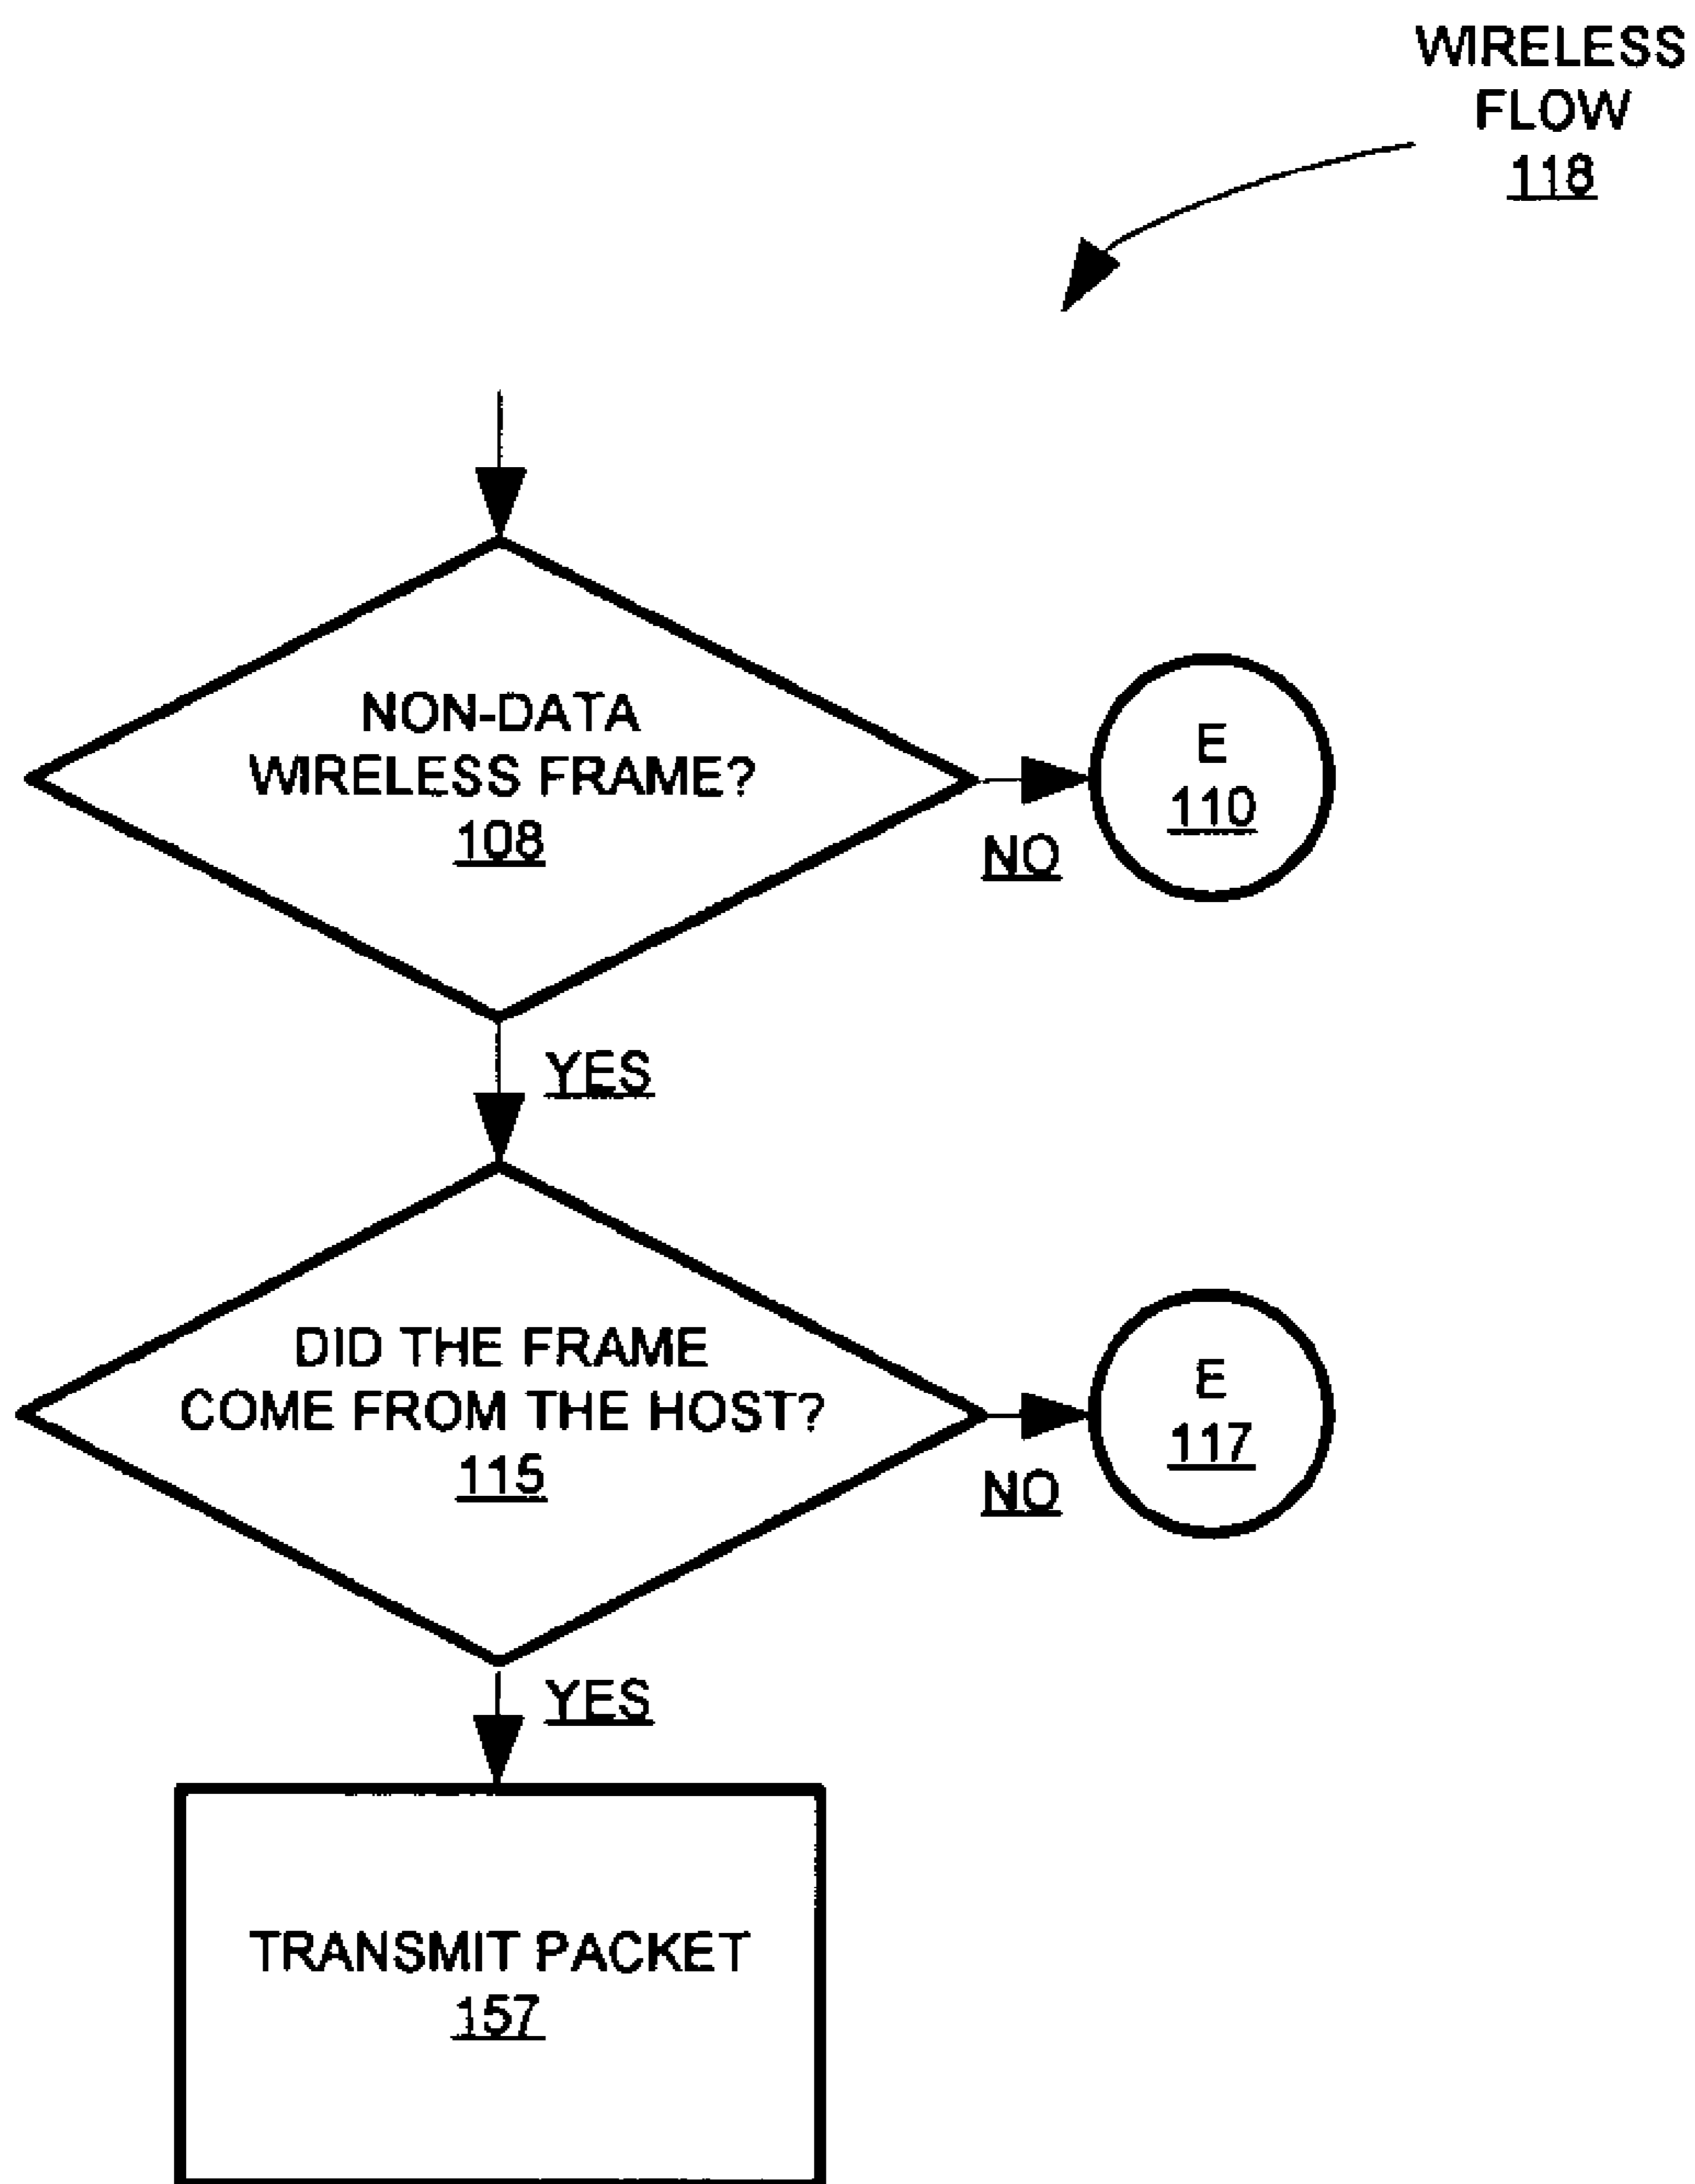 WIRELESS
FLOW
118
NON-DATA
WIRELESS FRAME?
108
NO
E
110
YES
DID THE FRAME
COME FROM THE HOST?
115
NO
E
117
YES
TRANSMIT PACKET
157